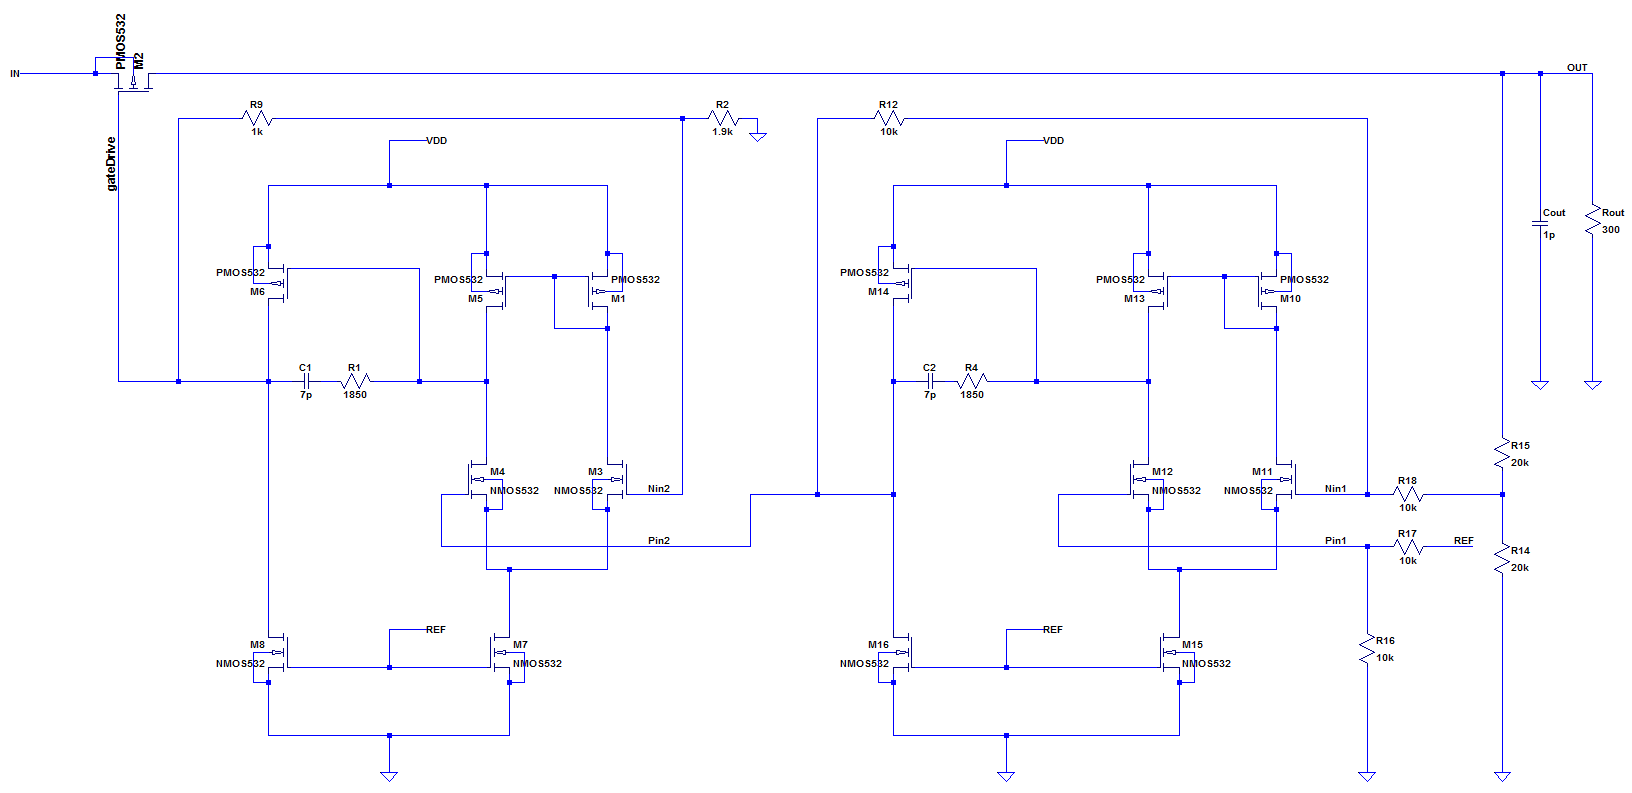 PMOS532
M2
IN
OUT
gateDrive
R9
1k
R2
1.9k
R12
10k
VDD
VDD
PMOS532
M6
PMOS532
M5
PMOS532
M1
PMOS532
M14
PMOS532
M13
PMOS532
M10
Cout
1p
Rout
300
C1
7p
R1
1850
C2
7p
R4
1850
M4
NMOS532
M3
NMOS532
Nin2
Pin2
M12
NMOS532
M11
NMOS532
Nin1
R18
10k
R15
20k
Pin1
R17
10k
REF
R14
20k
M8
NMOS532
REF
M7
NMOS532
M16
NMOS532
REF
M15
NMOS532
R16
10k